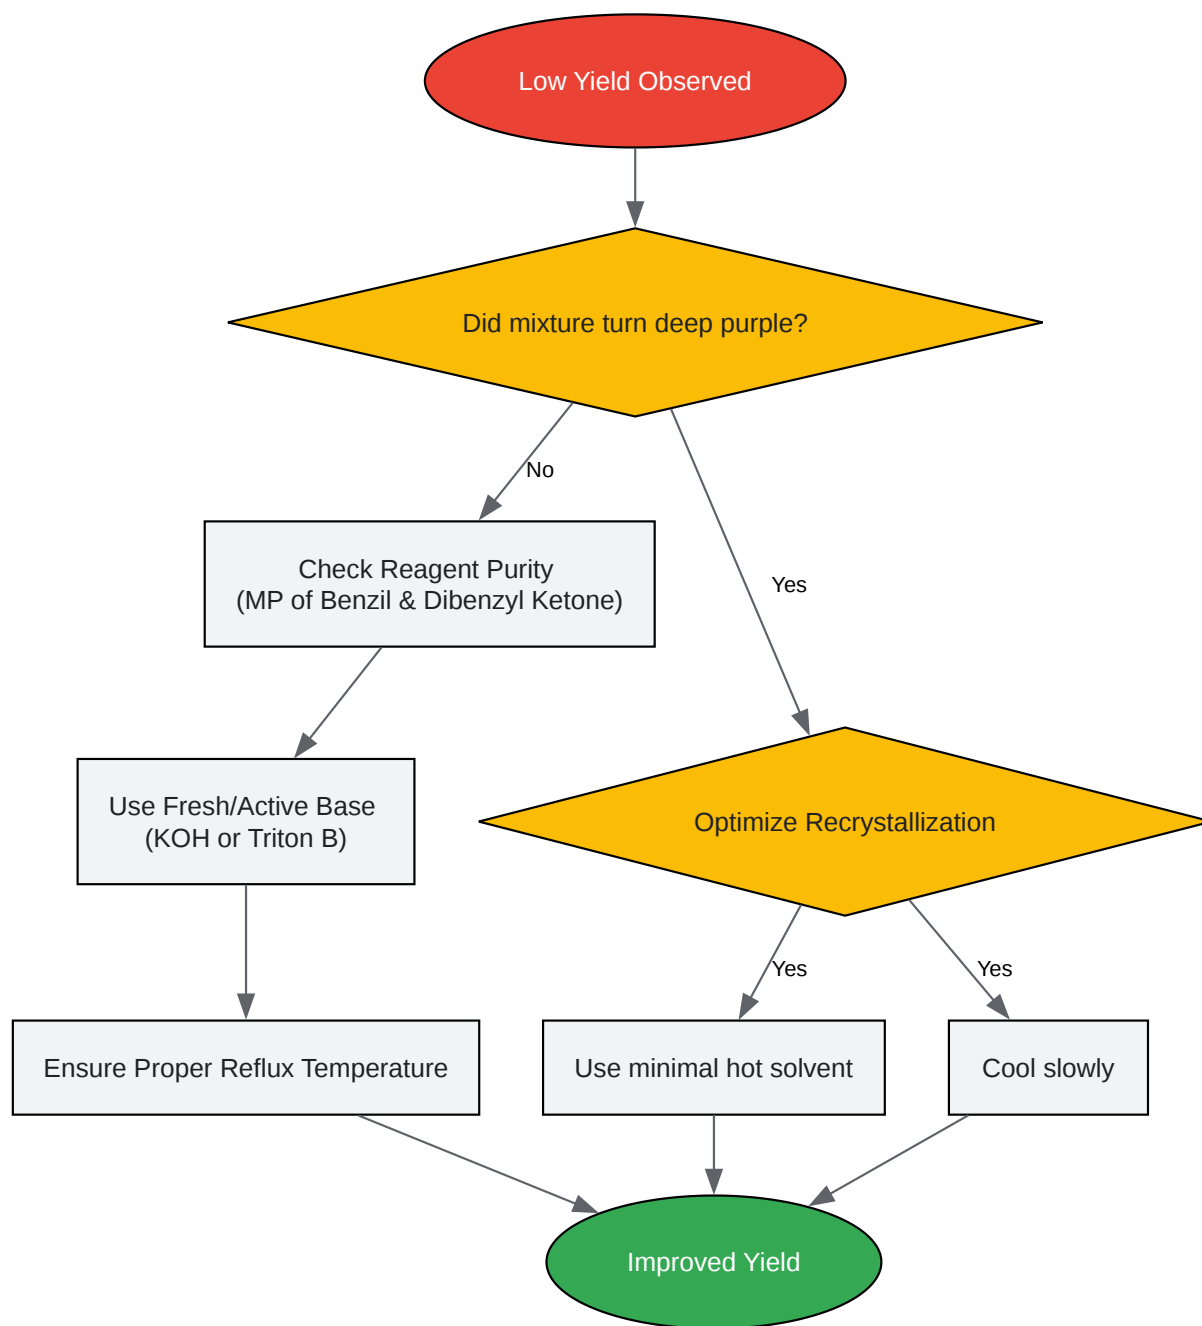 Low Yield Observed
Did mixture turn deep purple?
No
Check Reagent Purity
(MP of Benzil & Dibenzyl Ketone)
Yes
Use Fresh/Active Base
(KOH or Triton B)
Optimize Recrystallization
Yes
Yes
Ensure Proper Reflux Temperature
Use minimal hot solvent
Cool slowly
Improved Yield